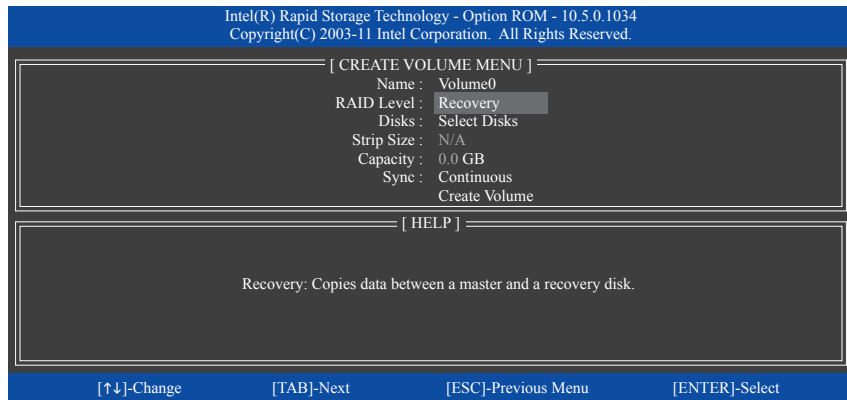 Intel(R) Rapid Storage Technology - Option ROM - 10.5.0.1034
Copyright(C) 2003-11 Intel Corporation. All Rights Reserved.
[ CREATE VOLUME MENU ]
Name : Volume0
RAID Level : Recovery
Disks : Select Disks
Strip Size : N/A
Capacity : 0.0 GB
Sync : Continuous
Create Volume
[ HELP ]
Recovery: Copies data between a master and a recovery disk.
[↑↓]-Change [TAB]-Next [ESC]-Previous Menu [ENTER]-Select